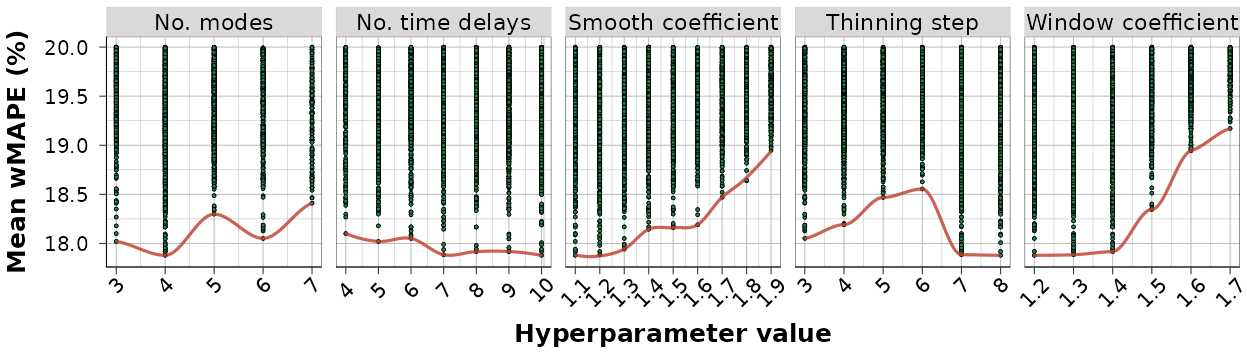 No. modes
No. time delays
Smooth coefficient
Thinning step
Window coefficient
Mean wMAPE (%)
20.0
19.5
19.0
18.5
18.0
3 4 5 6 7
4 5 6 7 8 9 10
1.1 1.2 1.3 1.4 1.5 1.6 1.7 1.8 1.9
3 4 5 6 7 8
1.2 1.3 1.4 1.5 1.6 1.7
Hyperparameter value